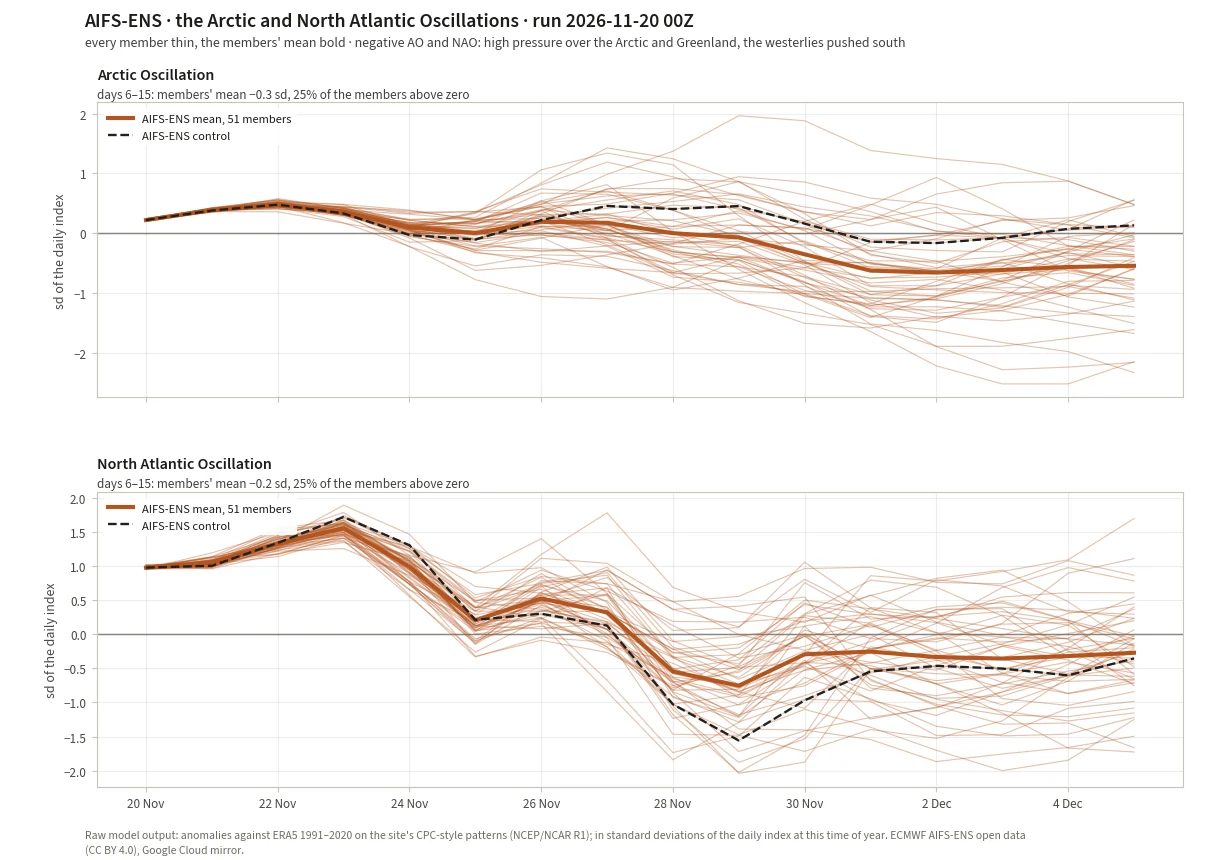 AIFS-ENS · the Arctic and North Atlantic Oscillations · run 2026-11-20 00Z
every member thin, the members' mean bold · negative AO and NAO: high pressure over the Arctic and Greenland, the westerlies pushed south
Arctic Oscillation
days 6–15: members' mean −0.3 sd, 25% of the members above zero
AIFS-ENS mean, 51 members
AIFS-ENS control
2
1
0
−1
−2
sd of the daily index
North Atlantic Oscillation
days 6–15: members' mean −0.2 sd, 25% of the members above zero
AIFS-ENS mean, 51 members
AIFS-ENS control
2.0
1.5
1.0
0.5
0.0
−0.5
−1.0
−1.5
−2.0
sd of the daily index
20 Nov 22 Nov 24 Nov 26 Nov 28 Nov 30 Nov 2 Dec 4 Dec
Raw model output: anomalies against ERA5 1991–2020 on the site's CPC-style patterns (NCEP/NCAR R1); in standard deviations of the daily index at this time of year. ECMWF AIFS-ENS open data
(CC BY 4.0), Google Cloud mirror.